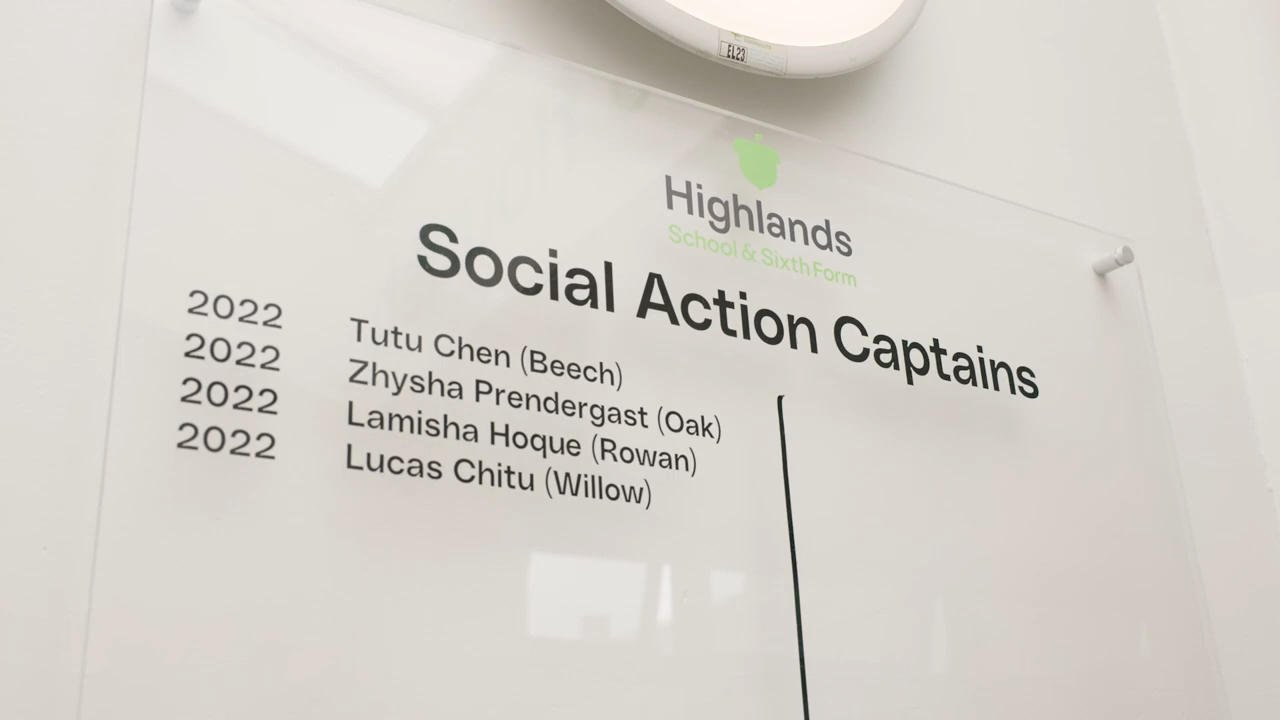 EL23
Highlands
School & Sixth Form
Social Action Captains
2022 Tutu Chen (Beech)
2022 Zhysha Prendergast (Oak)
2022 Lamisha Hoque (Rowan)
2022 Lucas Chitu (Willow)